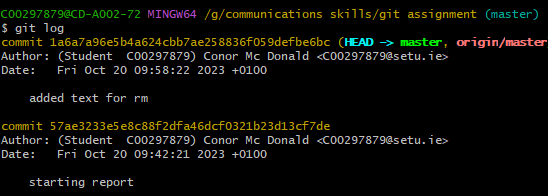 C00297879@CD-A002-72 MINGW64 /g/communications skills/git assignment (master)
$ git log
commit 1a6a7a96e5b4a624cbb7ae258836f059defbe6bc (HEAD -> master, origin/master
Author: (Student  C00297879) Conor Mc Donald <C00297879@setu.ie>
Date:   Fri Oct 20 09:58:22 2023 +0100
added text for rm
commit 57ae3233e5e8c88f2dfa46dcf0321b23d13cf7de
Author: (Student  C00297879) Conor Mc Donald <C00297879@setu.ie>
Date:   Fri Oct 20 09:42:21 2023 +0100
starting report